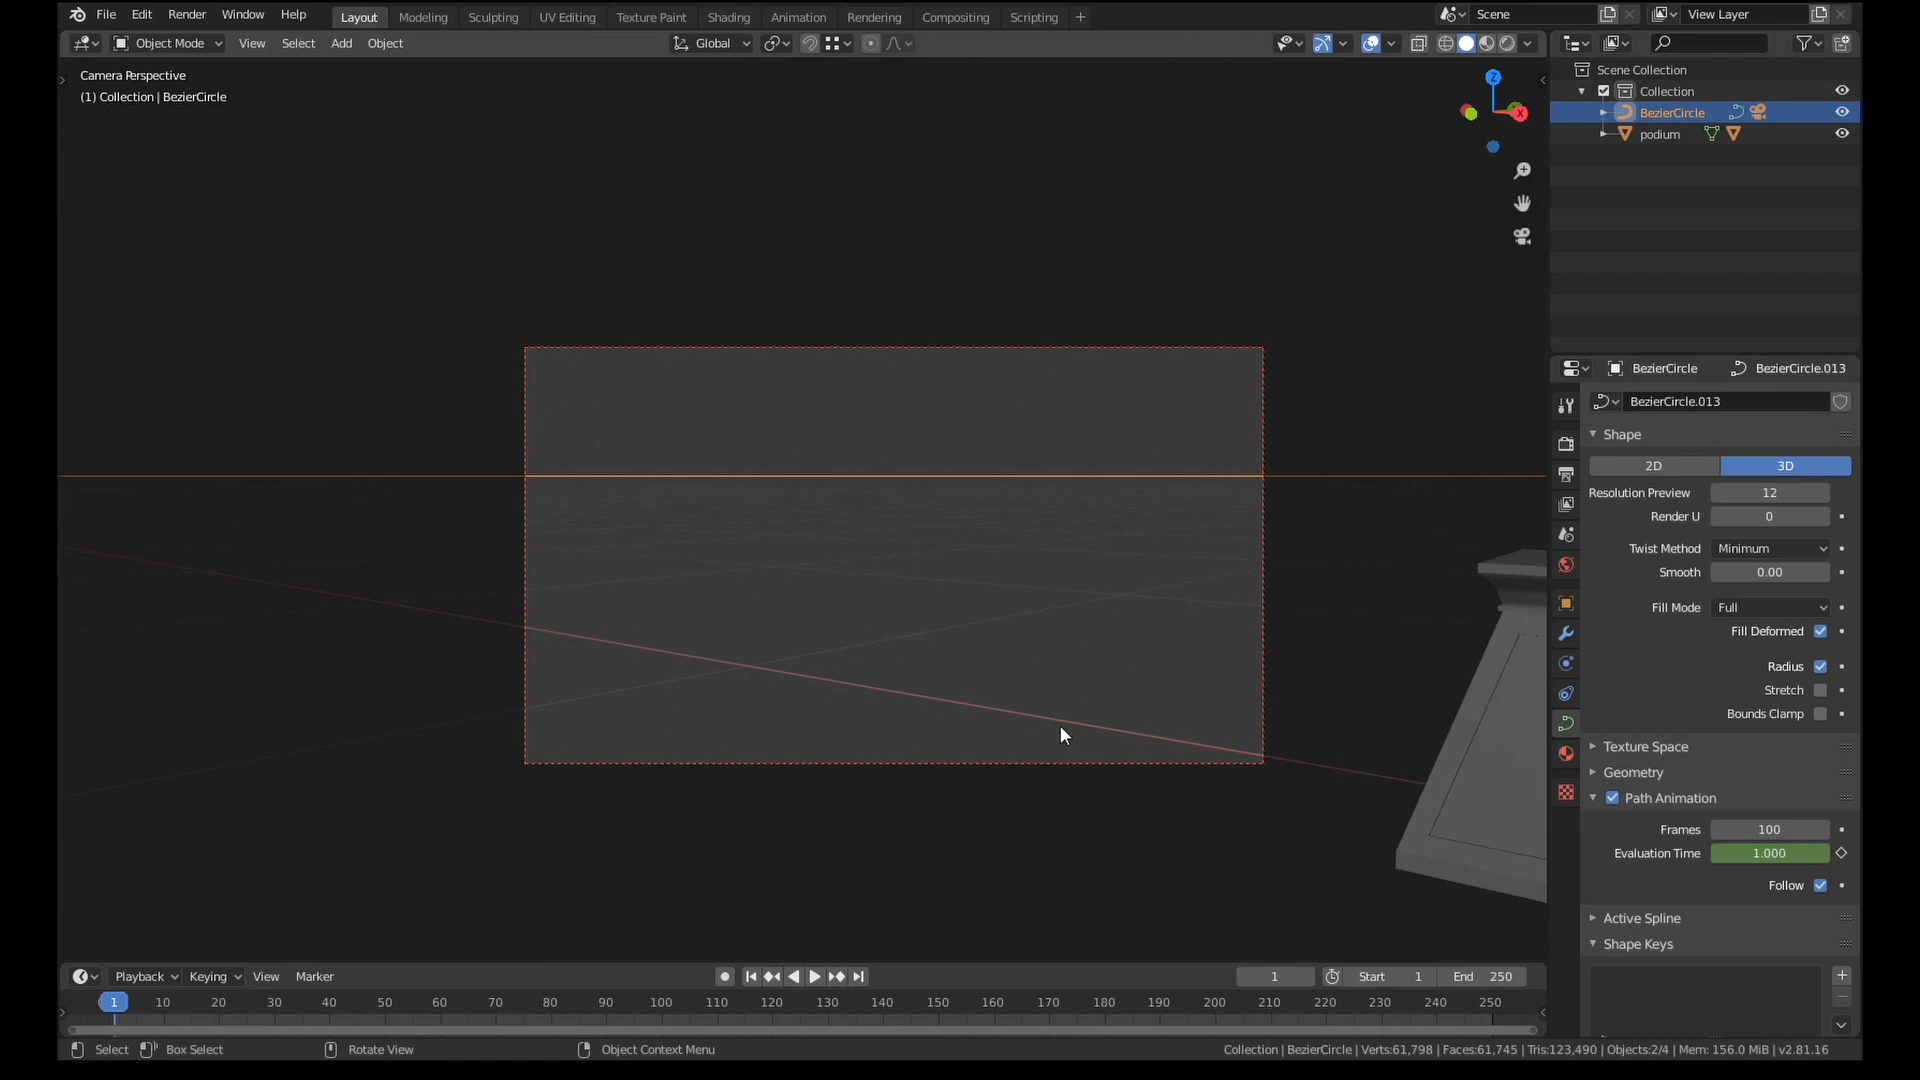 File Edit Render Window Help Layout Modeling Sculpting UV Editing Texture Paint Shading Animation Rendering Compositing Scripting + Scene View Layer
Object Mode View Select Add Object Global
Camera Perspective
(1) Collection | BezierCircle
Z
X
Scene Collection
Collection
BezierCircle
podium
BezierCircle BezierCircle.013
BezierCircle.013
Shape
2D 3D
Resolution Preview 12
Render U 0
Twist Method Minimum
Smooth 0.00
Fill Mode Full
Fill Deformed
Radius
Stretch
Bounds Clamp
Texture Space
Geometry
Path Animation
Frames 100
Evaluation Time 1.000
Follow
Active Spline
Shape Keys
Playback Keying View Marker 1 Start 1 End 250
1 10 20 30 40 50 60 70 80 90 100 110 120 130 140 150 160 170 180 190 200 210 220 230 240 250
Select Box Select Rotate View Object Context Menu Collection | BezierCircle | Verts:61,798 | Faces:61,745 | Tris:123,490 | Objects:2/4 | Mem: 156.0 MiB | v2.81.16